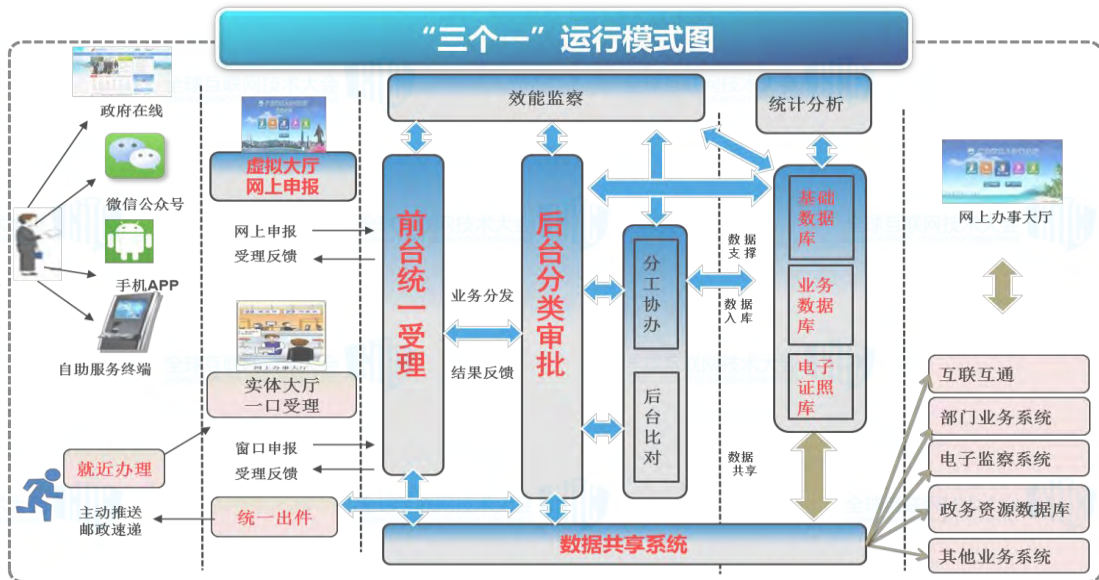 “三个一”运行模式图
政府在线
微信公众号
手机APP
自助服务终端
就近办理
主动推送
邮政速递
虚拟大厅
网上申报
网上申报
受理反馈
实体大厅
一口受理
窗口申报
受理反馈
统一出件
效能监察
前台统一受理
业务分发
结果反馈
后台分类审批
分工协办
后台比对
统计分析
数据
支撑
数据
入库
数据
共享
基础
数据
库
业务
数据
库
电子
证照
库
数据共享系统
网上办事大厅
互联互通
部门业务系统
电子监察系统
政务资源数据库
其他业务系统